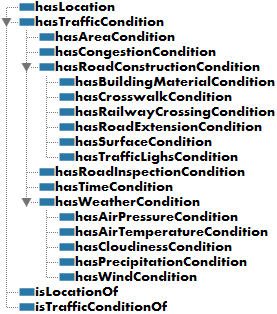 hasLocation
hasTrafficCondition
hasAreaCondition
hasCongestionCondition
hasRoadConstructionCondition
hasBuildingMaterialCondition
hasCrosswalkCondition
hasRailwayCrossingCondition
hasRoadExtensionCondition
hasSurfaceCondition
hasTrafficLighsCondition
hasRoadInspectionCondition
hasTimeCondition
hasWeatherCondition
hasAirPressureCondition
hasAirTemperatureCondition
hasCloudinessCondition
hasPrecipitationCondition
hasWindCondition
isLocationOf
isTrafficConditionOf